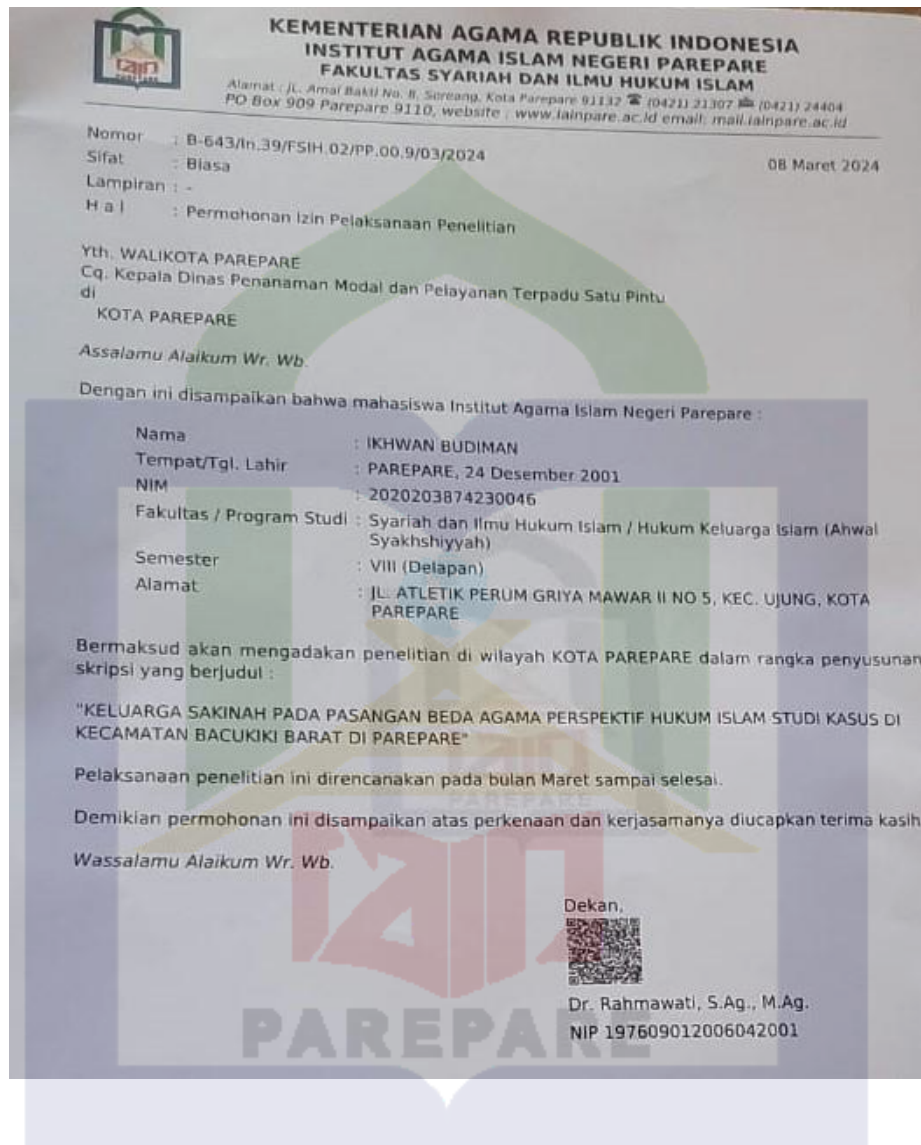 KEMENTERIAN AGAMA REPUBLIK INDONESIA
INSTITUT AGAMA ISLAM NEGERI PAREPARE
FAKULTAS SYARIAH DAN ILMU HUKUM ISLAM
Alamat : JL. Amal Bakti No. 8, Soreang, Kota Parepare 91132 ☎ (0421) 21307 (0421) 24404
PO Box 909 Parepare 9110, website : www.iainpare.ac.id email: mail.iainpare.ac.id
Nomor : B-643/In.39/FSIH.02/PP.00.9/03/2024
08 Maret 2024
Sifat : Biasa
Lampiran : -
H a l : Permohonan Izin Pelaksanaan Penelitian
Yth. WALIKOTA PAREPARE
Cq. Kepala Dinas Penanaman Modal dan Pelayanan Terpadu Satu Pintu
di
KOTA PAREPARE
Assalamu Alaikum Wr. Wb.
Dengan ini disampaikan bahwa mahasiswa Institut Agama Islam Negeri Parepare :
Nama : IKHWAN BUDIMAN
Tempat/Tgl. Lahir : PAREPARE, 24 Desember 2001
NIM : 2020203874230046
Fakultas / Program Studi : Syariah dan Ilmu Hukum Islam / Hukum Keluarga Islam (Ahwal
Syakhshiyyah)
Semester : VIII (Delapan)
Alamat : JL. ATLETIK PERUM GRIYA MAWAR II NO 5, KEC. UJUNG, KOTA
PAREPARE
Bermaksud akan mengadakan penelitian di wilayah KOTA PAREPARE dalam rangka penyusunan
skripsi yang berjudul :
"KELUARGA SAKINAH PADA PASANGAN BEDA AGAMA PERSPEKTIF HUKUM ISLAM STUDI KASUS DI
KECAMATAN BACUKIKI BARAT DI PAREPARE"
Pelaksanaan penelitian ini direncanakan pada bulan Maret sampai selesai.
Demikian permohonan ini disampaikan atas perkenaan dan kerjasamanya diucapkan terima kasih
Wassalamu Alaikum Wr. Wb.
Dekan,
Dr. Rahmawati, S.Ag., M.Ag.
NIP 197609012006042001
iain
PAREPARE